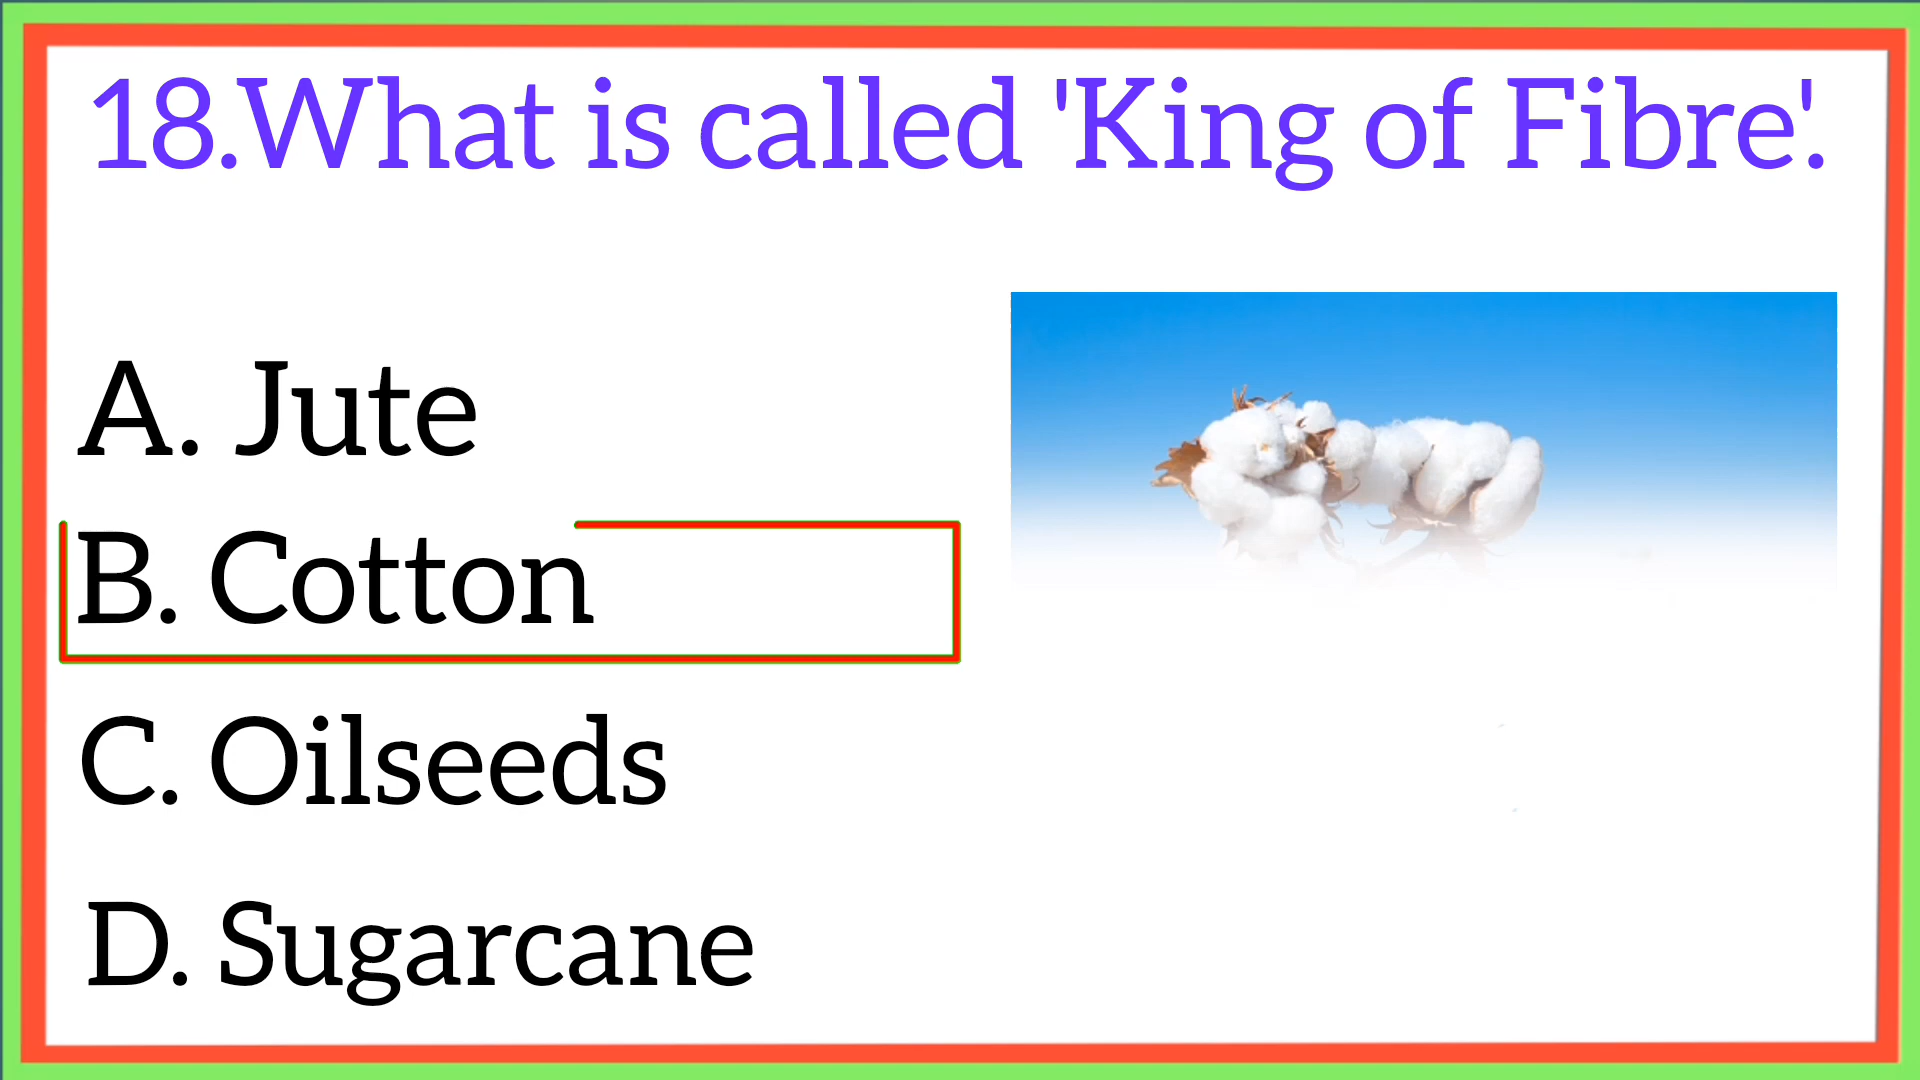 18.What is called 'King of Fibre'.
A. Jute
B. Cotton
C. Oilseeds
D. Sugarcane